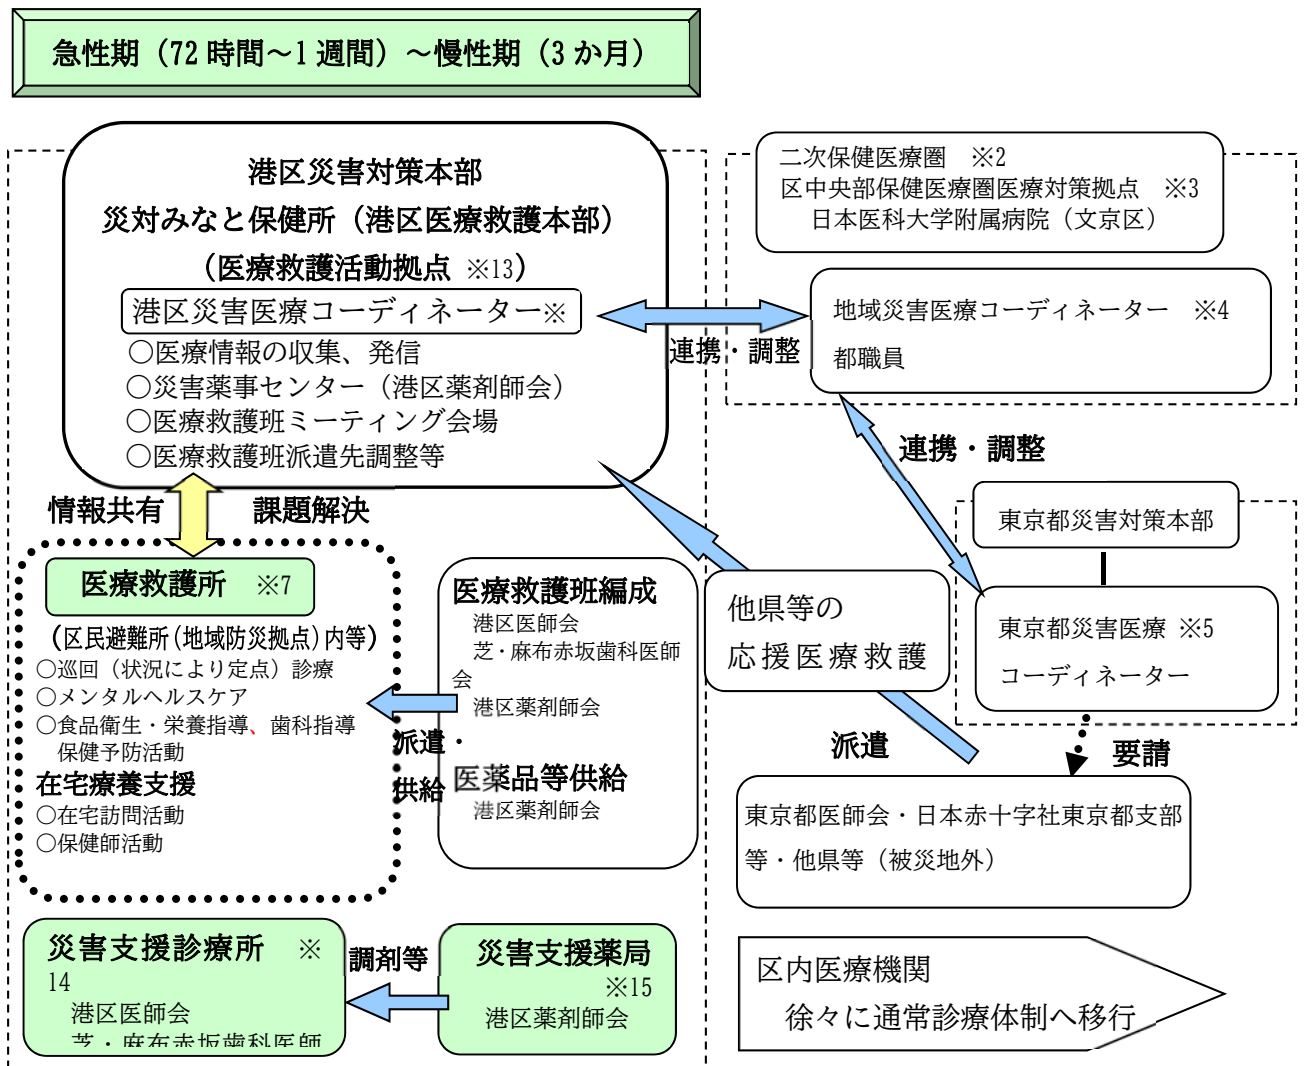 急性期（72 時間～1 週間）～慢性期（3 か月）
港区災害対策本部
災対みなと保健所（港区医療救護本部）
（医療救護活動拠点 ※13）
港区災害医療コーディネーター※
〇医療情報の収集、発信
〇災害薬事センター（港区薬剤師会）
〇医療救護班ミーティング会場
〇医療救護班派遣先調整等
二次保健医療圏　※2
区中央部保健医療圏医療対策拠点　※3
日本医科大学附属病院（文京区）
地域災害医療コーディネーター　※4
都職員
連携・調整
連携・調整
東京都災害対策本部
東京都災害医療 ※5
コーディネーター
要請
東京都医師会・日本赤十字社東京都支部
等・他県等（被災地外）
派遣
他県等の
応援医療救護
情報共有
課題解決
医療救護所　※7
（区民避難所(地域防災拠点)内等）
〇巡回（状況により定点）診療
〇メンタルヘルスケア
〇食品衛生・栄養指導、歯科指導
保健予防活動
在宅療養支援
〇在宅訪問活動
〇保健師活動
派遣・
供給
医療救護班編成
港区医師会
芝・麻布赤坂歯科医師
会
港区薬剤師会
医薬品等供給
港区薬剤師会
災害支援診療所　※
14
港区医師会
芝・麻布赤坂歯科医師
調剤等
災害支援薬局
※15
港区薬剤師会
区内医療機関
徐々に通常診療体制へ移行